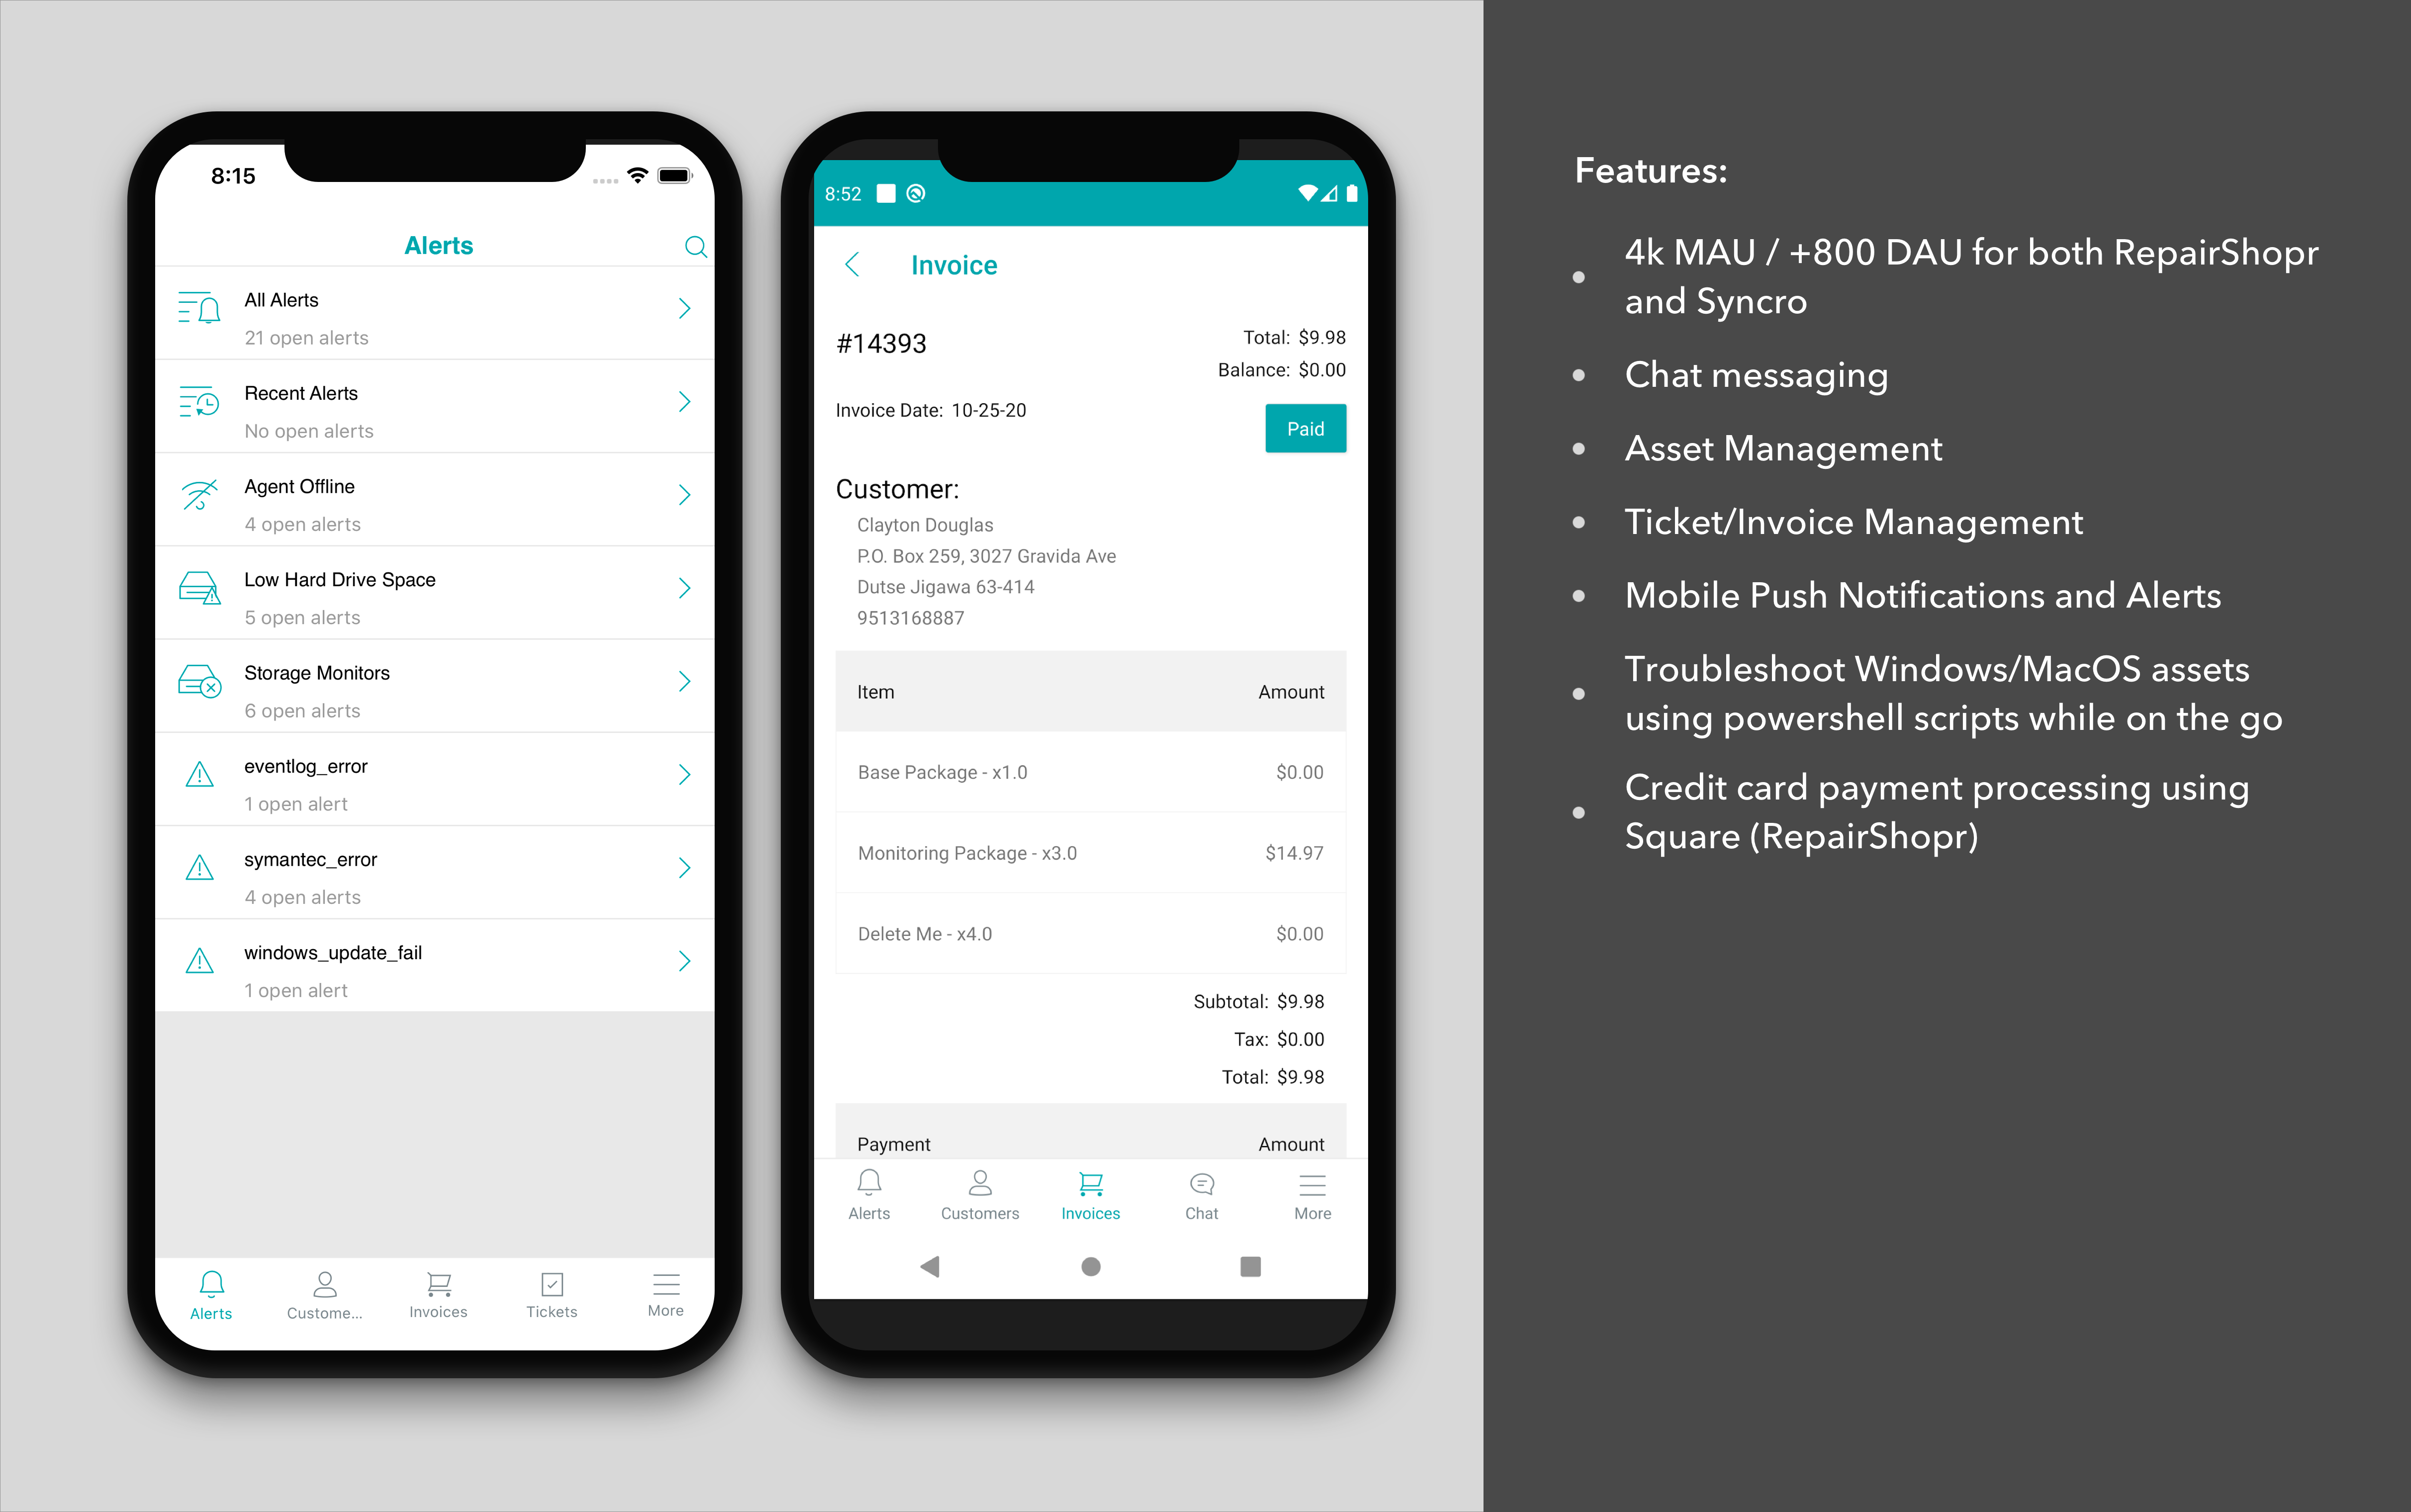 8:15
Alerts
All Alerts
21 open alerts
Recent Alerts
No open alerts
Agent Offline
4 open alerts
Low Hard Drive Space
5 open alerts
Storage Monitors
6 open alerts
eventlog_error
1 open alert
symantec_error
4 open alerts
windows_update_fail
1 open alert
Alerts Custome... Invoices Tickets More
8:52
Invoice
#14393
Total: $9.98
Balance: $0.00
Invoice Date: 10-25-20
Paid
Customer:
Clayton Douglas
P.O. Box 259, 3027 Gravida Ave
Dutse Jigawa 63-414
9513168887
Item Amount
Base Package - x1.0 $0.00
Monitoring Package - x3.0 $14.97
Delete Me - x4.0 $0.00
Subtotal: $9.98
Tax: $0.00
Total: $9.98
Payment Amount
Alerts Customers Invoices Chat More
Features:
• 4k MAU / +800 DAU for both RepairShopr
and Syncro
• Chat messaging
• Asset Management
• Ticket/Invoice Management
• Mobile Push Notifications and Alerts
• Troubleshoot Windows/MacOS assets
using powershell scripts while on the go
• Credit card payment processing using
Square (RepairShopr)